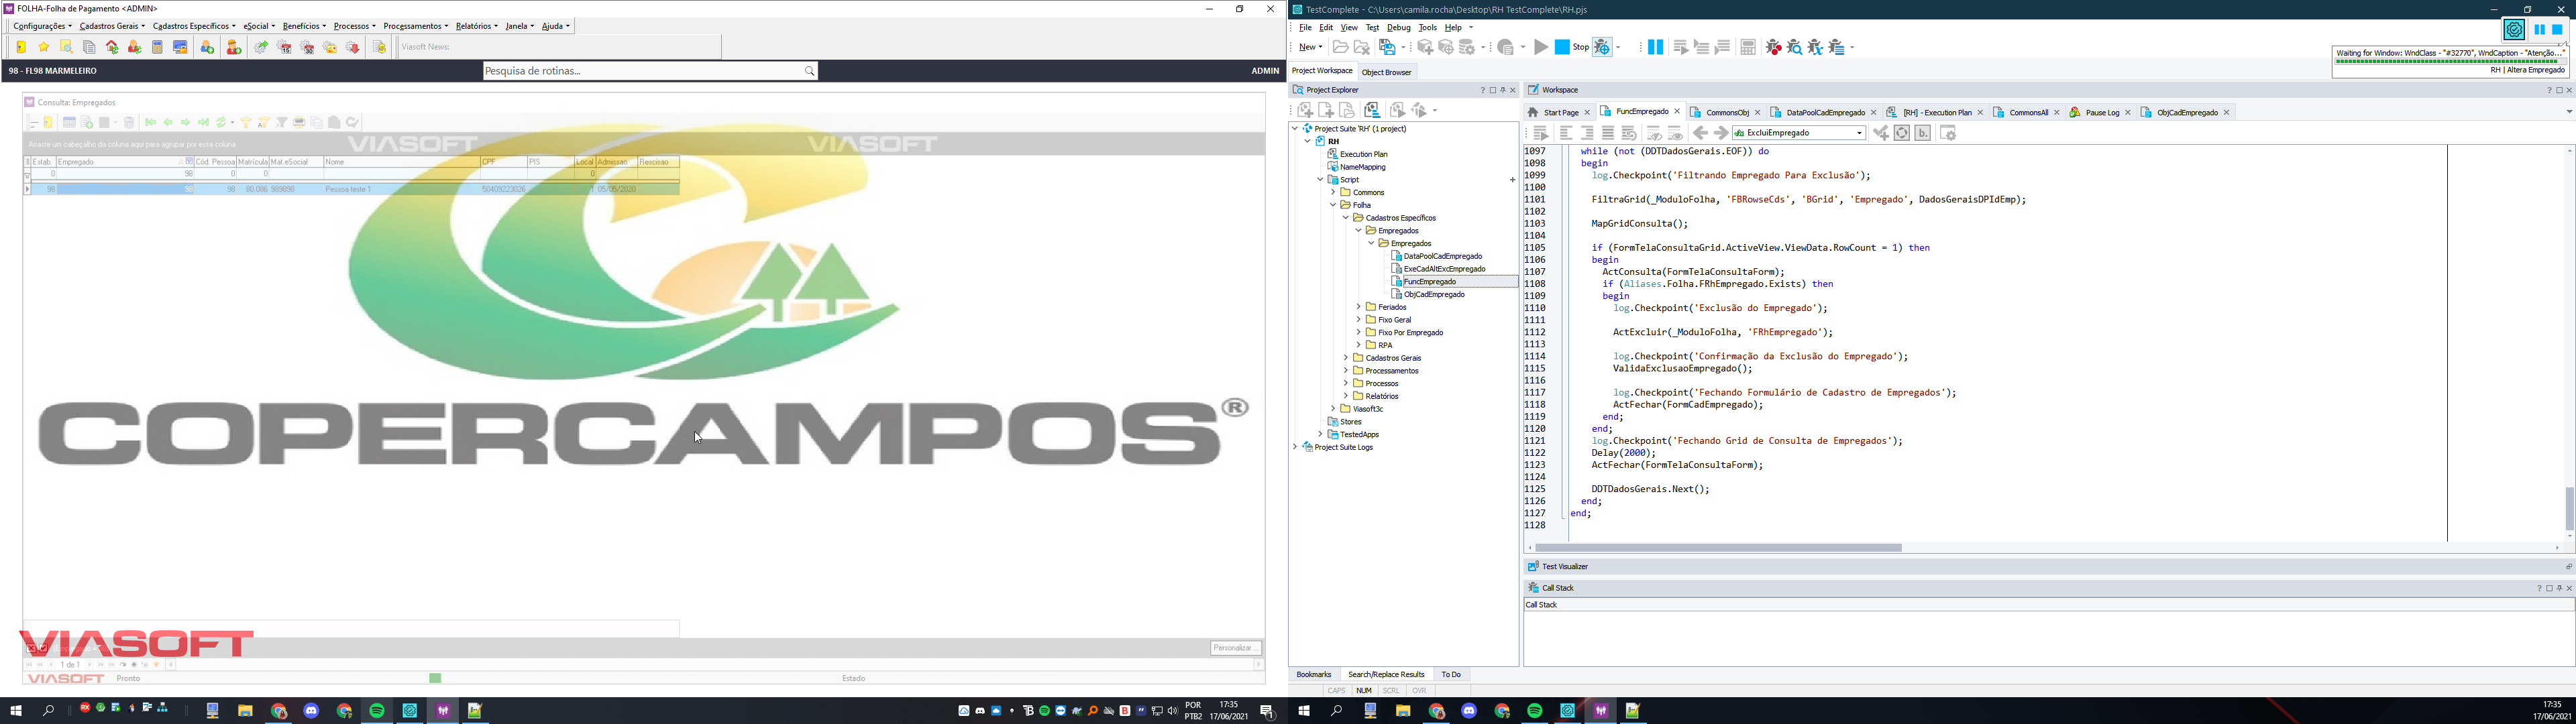 FOLHA-Folha de Pagamento <ADMIN>
Configurações Cadastros Gerais Cadastros Específicos eSocial Benefícios Processos Processamentos Relatórios Janela Ajuda
Viasoft News:
98 - FL98 MARMELEIRO
Pesquisa de rotinas...
ADMIN
Consulta: Empregados
VIASOFT VIASOFT
Arraste um cabeçalho da coluna aqui para agrupar por essa coluna
Estab. Empregado Cód. Pessoa Matrícula Mat eSocial Nome CPF PIS Local Admissao Rescisao
0 98 0 0 0
98 98 98 80.086 989898 Pessoa teste 1 50409223026 1 05/05/2020
COPERCAMPOS®
VIASOFT
Personalizar...
1 de 1
VIASOFT Pronto Estado
POR
PTB2
17:35
17/06/2021
1
TestComplete - C:\Users\camila.rocha\Desktop\RH TestComplete\RH.pjs
File Edit View Test Debug Tools Help
New Stop
Waiting for Window: WndClass - "#32770", WndCaption - "Atenção..."
RH | Altera Empregado
Project Workspace Object Browser
Project Explorer
Project Suite 'RH' (1 project)
RH
Execution Plan
NameMapping
Script
Commons
Folha
Cadastros Específicos
Empregados
Empregados
DataPoolCadEmpregado
ExeCadAltExcEmpregado
FuncEmpregado
ObjCadEmpregado
Feriados
Fixo Geral
Fixo Por Empregado
RPA
Cadastros Gerais
Processamentos
Processos
Relatórios
Viasoft3c
Stores
TestedApps
Project Suite Logs
Workspace
Start Page FuncEmpregado CommonsObj DataPoolCadEmpregado [RH] - Execution Plan CommonsAll Pause Log ObjCadEmpregado
ExcluiEmpregado
b.
1097 while (not (DDTDadosGerais.EOF)) do
1098 begin
1099 log.Checkpoint('Filtrando Empregado Para Exclusão');
1100
1101 FiltraGrid(_ModuloFolha, 'FBRowseCds', 'BGrid', 'Empregado', DadosGeraisDPIdEmp);
1102
1103 MapGridConsulta();
1104
1105 if (FormTelaConsultaGrid.ActiveView.ViewData.RowCount = 1) then
1106 begin
1107 ActConsulta(FormTelaConsultaForm);
1108 if (Aliases.Folha.FRhEmpregado.Exists) then
1109 begin
1110 log.Checkpoint('Exclusão do Empregado');
1111
1112 ActExcluir(_ModuloFolha, 'FRhEmpregado');
1113
1114 log.Checkpoint('Confirmação da Exclusão do Empregado');
1115 ValidaExclusaoEmpregado();
1116
1117 log.Checkpoint('Fechando Formulário de Cadastro de Empregados');
1118 ActFechar(FormCadEmpregado);
1119 end;
1120 end;
1121 log.Checkpoint('Fechando Grid de Consulta de Empregados');
1122 Delay(2000);
1123 ActFechar(FormTelaConsultaForm);
1124
1125 DDTDadosGerais.Next();
1126 end;
1127 end;
1128
Test Visualizer
Call Stack
Call Stack
Bookmarks Search/Replace Results To Do
CAPS NUM SCRL OVR
17:35
17/06/2021